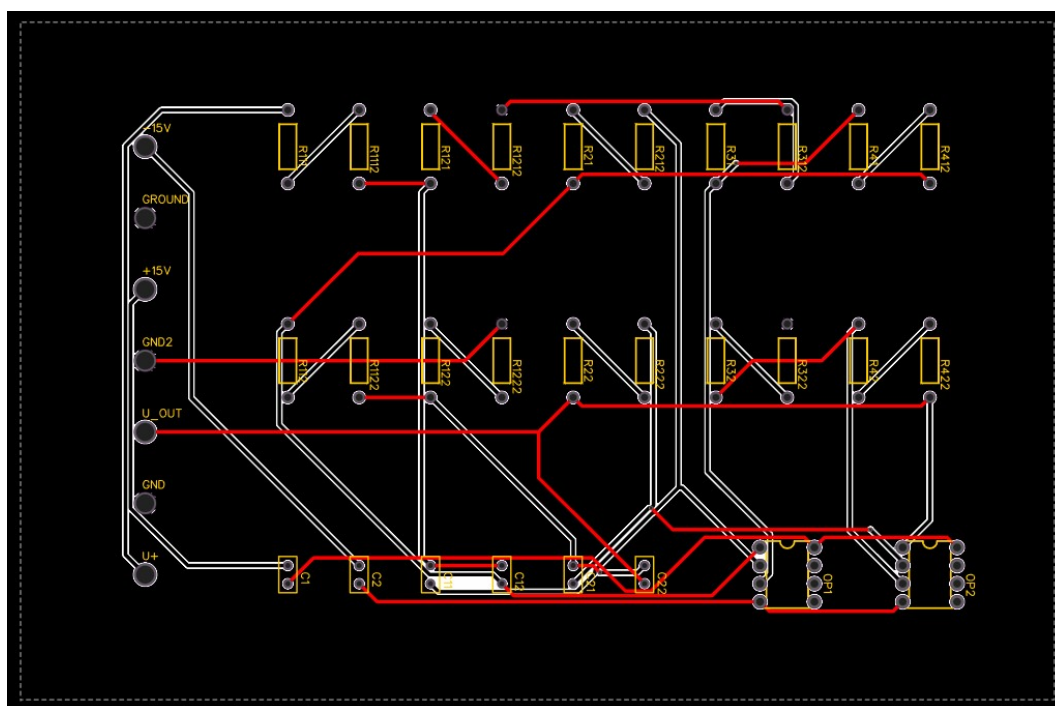 -15V
GROUND
+15V
GND2
U_OUT
GND
U+
R1112
R121
R1212
R21
R212
R312
R412
R1122
R122
R1222
R22
R222
R32
R322
R422
C1
C2
C12
C22
OP1
OP2